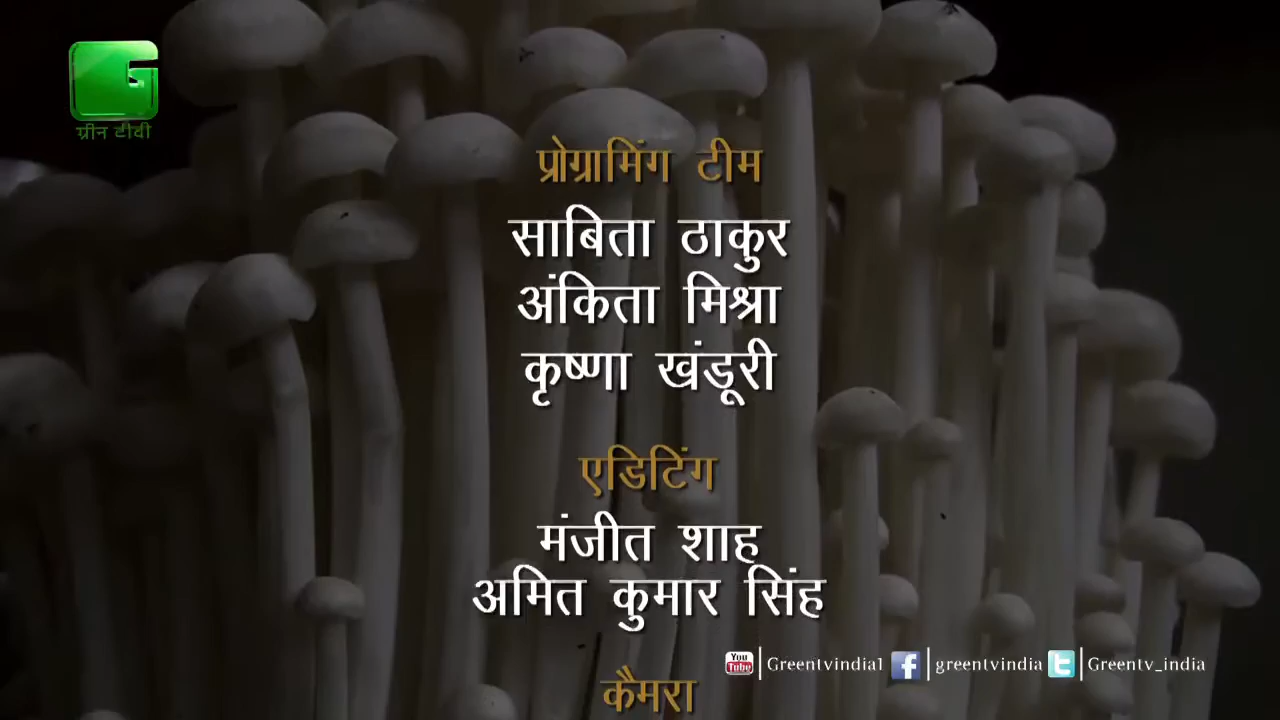 ग्रीन टीवी
प्रोग्रामिंग टीम
साबिता ठाकुर
अंकिता मिश्रा
कृष्णा खंडूरी
एडिटिंग
मंजीत शाह
अमित कुमार सिंह
You Tube Greentvindia1 f greentvindia t Greentv_india
कैमरा